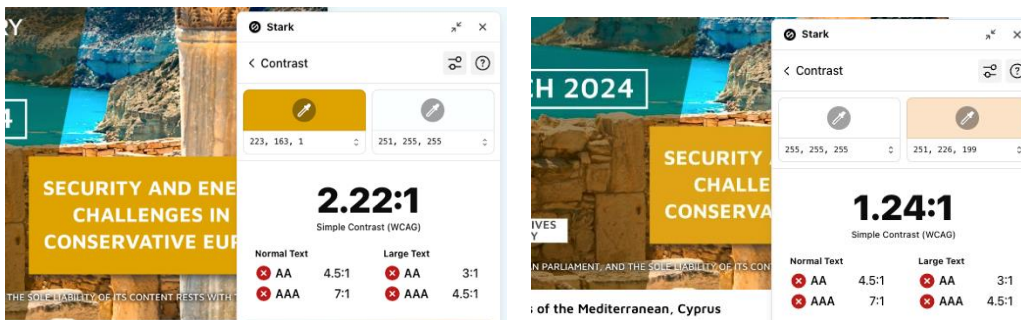 RY
4
SECURITY AND ENE
CHALLENGES IN
CONSERVATIVE EUR
THE SOLE LIABILITY OF ITS CONTENT RESTS WITH
Stark
Contrast
223, 163, 1
251, 255, 255
2.22:1
Simple Contrast (WCAG)
Normal Text
Large Text
AA 4.5:1
AA 3:1
AAA 7:1
AAA 4.5:1
CH 2024
SECURITY
CHALLE
CONSERVA
IVES
Y
N PARLIAMENT, AND THE SOLE LIABILITY OF ITS CON
s of the Mediterranean, Cyprus
Stark
Contrast
255, 255, 255
251, 226, 199
1.24:1
Simple Contrast (WCAG)
Normal Text
Large Text
AA 4.5:1
AA 3:1
AAA 7:1
AAA 4.5:1